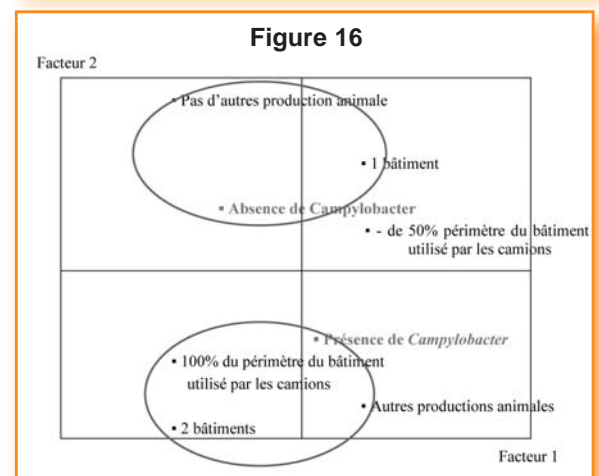 Figure 16
Facteur 2
▪ Pas d'autres production animale
▪ 1 bâtiment
▪ Absence de Campylobacter
▪ - de 50% périmètre du bâtiment
utilisé par les camions
▪ Présence de Campylobacter
▪ 100% du périmètre du bâtiment
utilisé par les camions
▪ Autres productions animales
▪ 2 bâtiments
Facteur 1